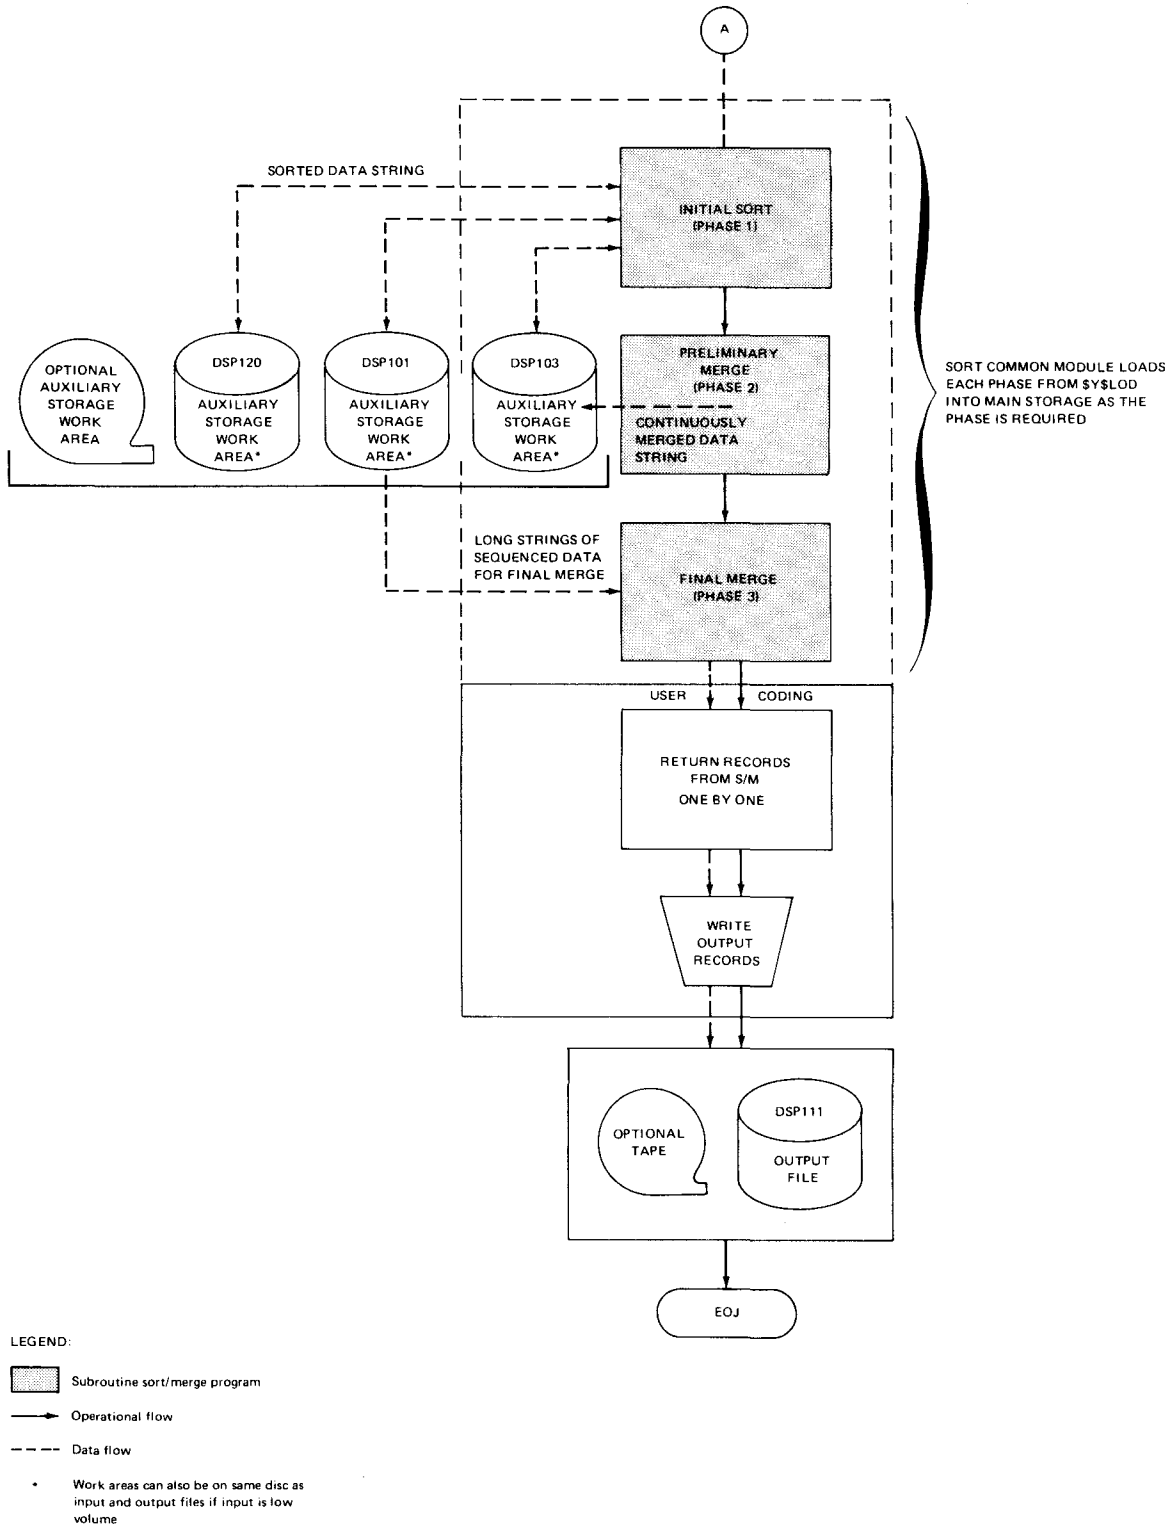 A
SORTED DATA STRING
INITIAL SORT
(PHASE 1)
OPTIONAL
AUXILIARY
STORAGE
WORK
AREA
DSP120
AUXILIARY
STORAGE
WORK
AREA*
DSP101
AUXILIARY
STORAGE
WORK
AREA*
DSP103
AUXILIARY
STORAGE
WORK
AREA*
PRELIMINARY
MERGE
(PHASE 2)
CONTINUOUSLY
MERGED DATA
STRING
SORT COMMON MODULE LOADS
EACH PHASE FROM $Y$LOD
INTO MAIN STORAGE AS THE
PHASE IS REQUIRED
LONG STRINGS OF
SEQUENCED DATA
FOR FINAL MERGE
FINAL MERGE
(PHASE 3)
USER CODING
RETURN RECORDS
FROM S/M
ONE BY ONE
WRITE
OUTPUT
RECORDS
OPTIONAL
TAPE
DSP111
OUTPUT
FILE
EOJ
LEGEND:
Subroutine sort/merge program
Operational flow
Data flow
* Work areas can also be on same disc as
input and output files if input is low
volume